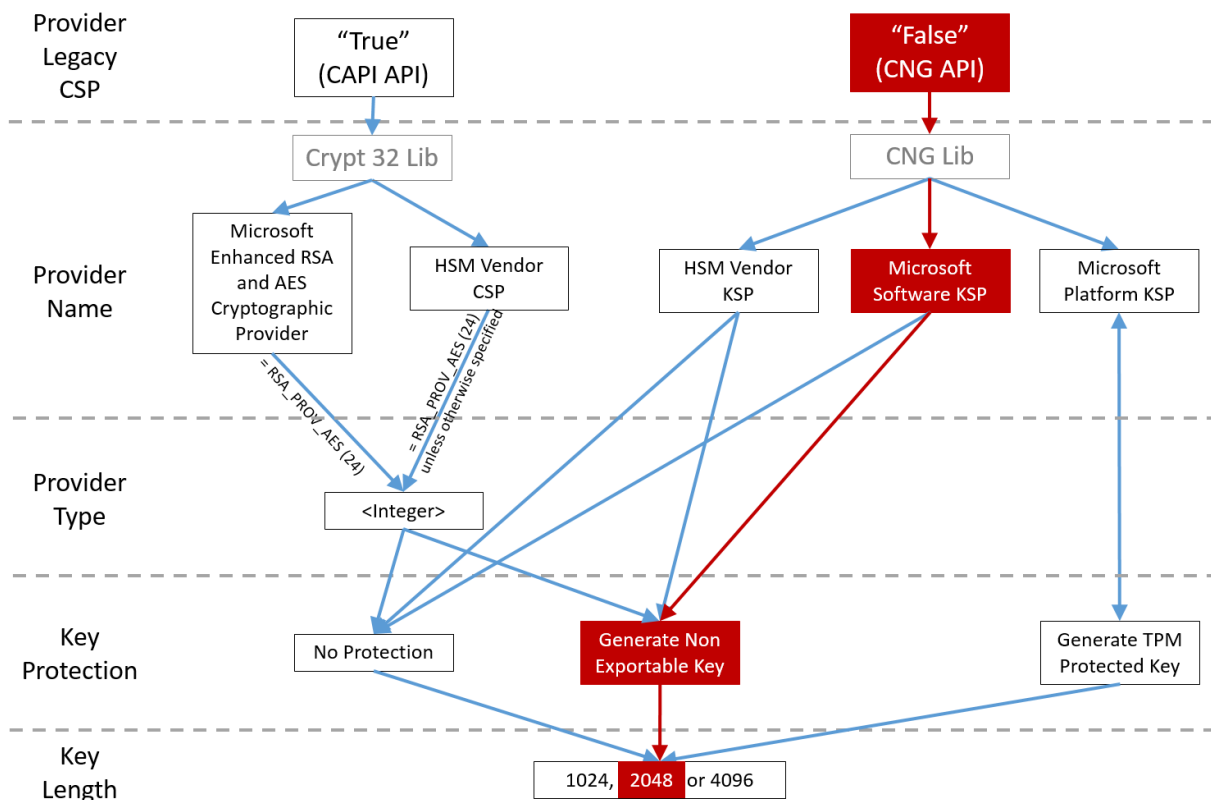 Provider
Legacy
CSP
“True”
(CAPI API)
“False”
(CNG API)
Crypt 32 Lib
CNG Lib
Provider
Name
Microsoft
Enhanced RSA
and AES
Cryptographic
Provider
HSM Vendor
CSP
HSM Vendor
KSP
Microsoft
Software KSP
Microsoft
Platform KSP
= RSA_PROV_AES (24)
= RSA_PROV_AES (24)
unless otherwise specified
Provider
Type
<Integer>
Key
Protection
No Protection
Generate Non
Exportable Key
Generate TPM
Protected Key
Key
Length
1024, 2048 or 4096